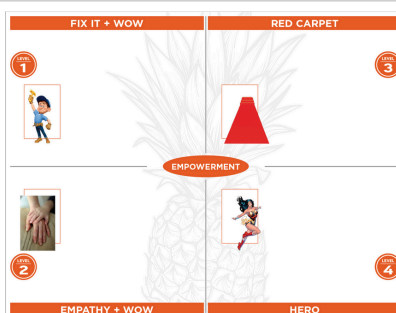 FIX IT + WOW
RED CARPET
LEVEL
1
LEVEL
3
EMPOWERMENT
LEVEL
2
LEVEL
4
EMPATHY + WOW
HERO